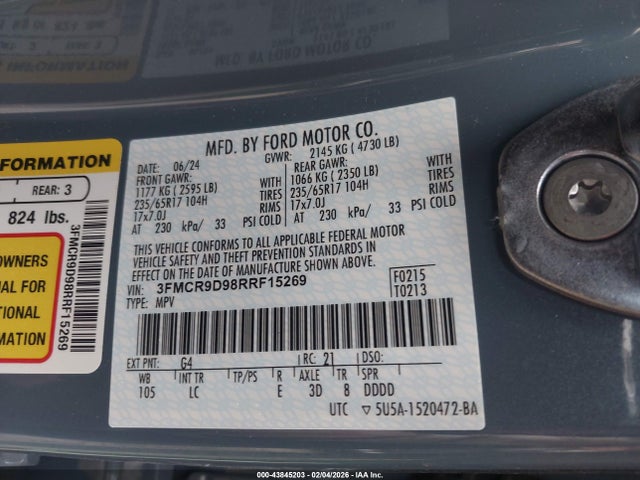 MFD. BY FORD MOTOR CO.
DATE: 06/24 GVWR: 2145 KG ( 4730 LB)
FRONT GAWR: REAR GAWR:
1177 KG ( 2595 LB) WITH 1066 KG ( 2350 LB) WITH
235/65R17 104H TIRES 235/65R17 104H TIRES
17x7.0J RIMS 17x7.0J RIMS
AT 230 kPa/ 33 PSI COLD AT 230 kPa/ 33 PSI COLD
THIS VEHICLE CONFORMS TO ALL APPLICABLE FEDERAL MOTOR
VEHICLE SAFETY AND THEFT PREVENTION STANDARDS IN
EFFECT ON THE DATE OF MANUFACTURE SHOWN ABOVE.
VIN: 3FMCR9D98RRF15269 F0215
TYPE: MPV T0213
EXT PNT: G4 RC: 21 DSO:
WB INT TR TP/PS R AXLE TR SPR
105 LC E 3D 8 DDDD
UTC 5U5A-1520472-BA
FORMATION
REAR: 3
824 lbs.
OWNERS
UAL FOR
TIONAL
MATION
3FMCR9D98RRF15269
000-43845203 - 02/04/2026 - IAAI.COM